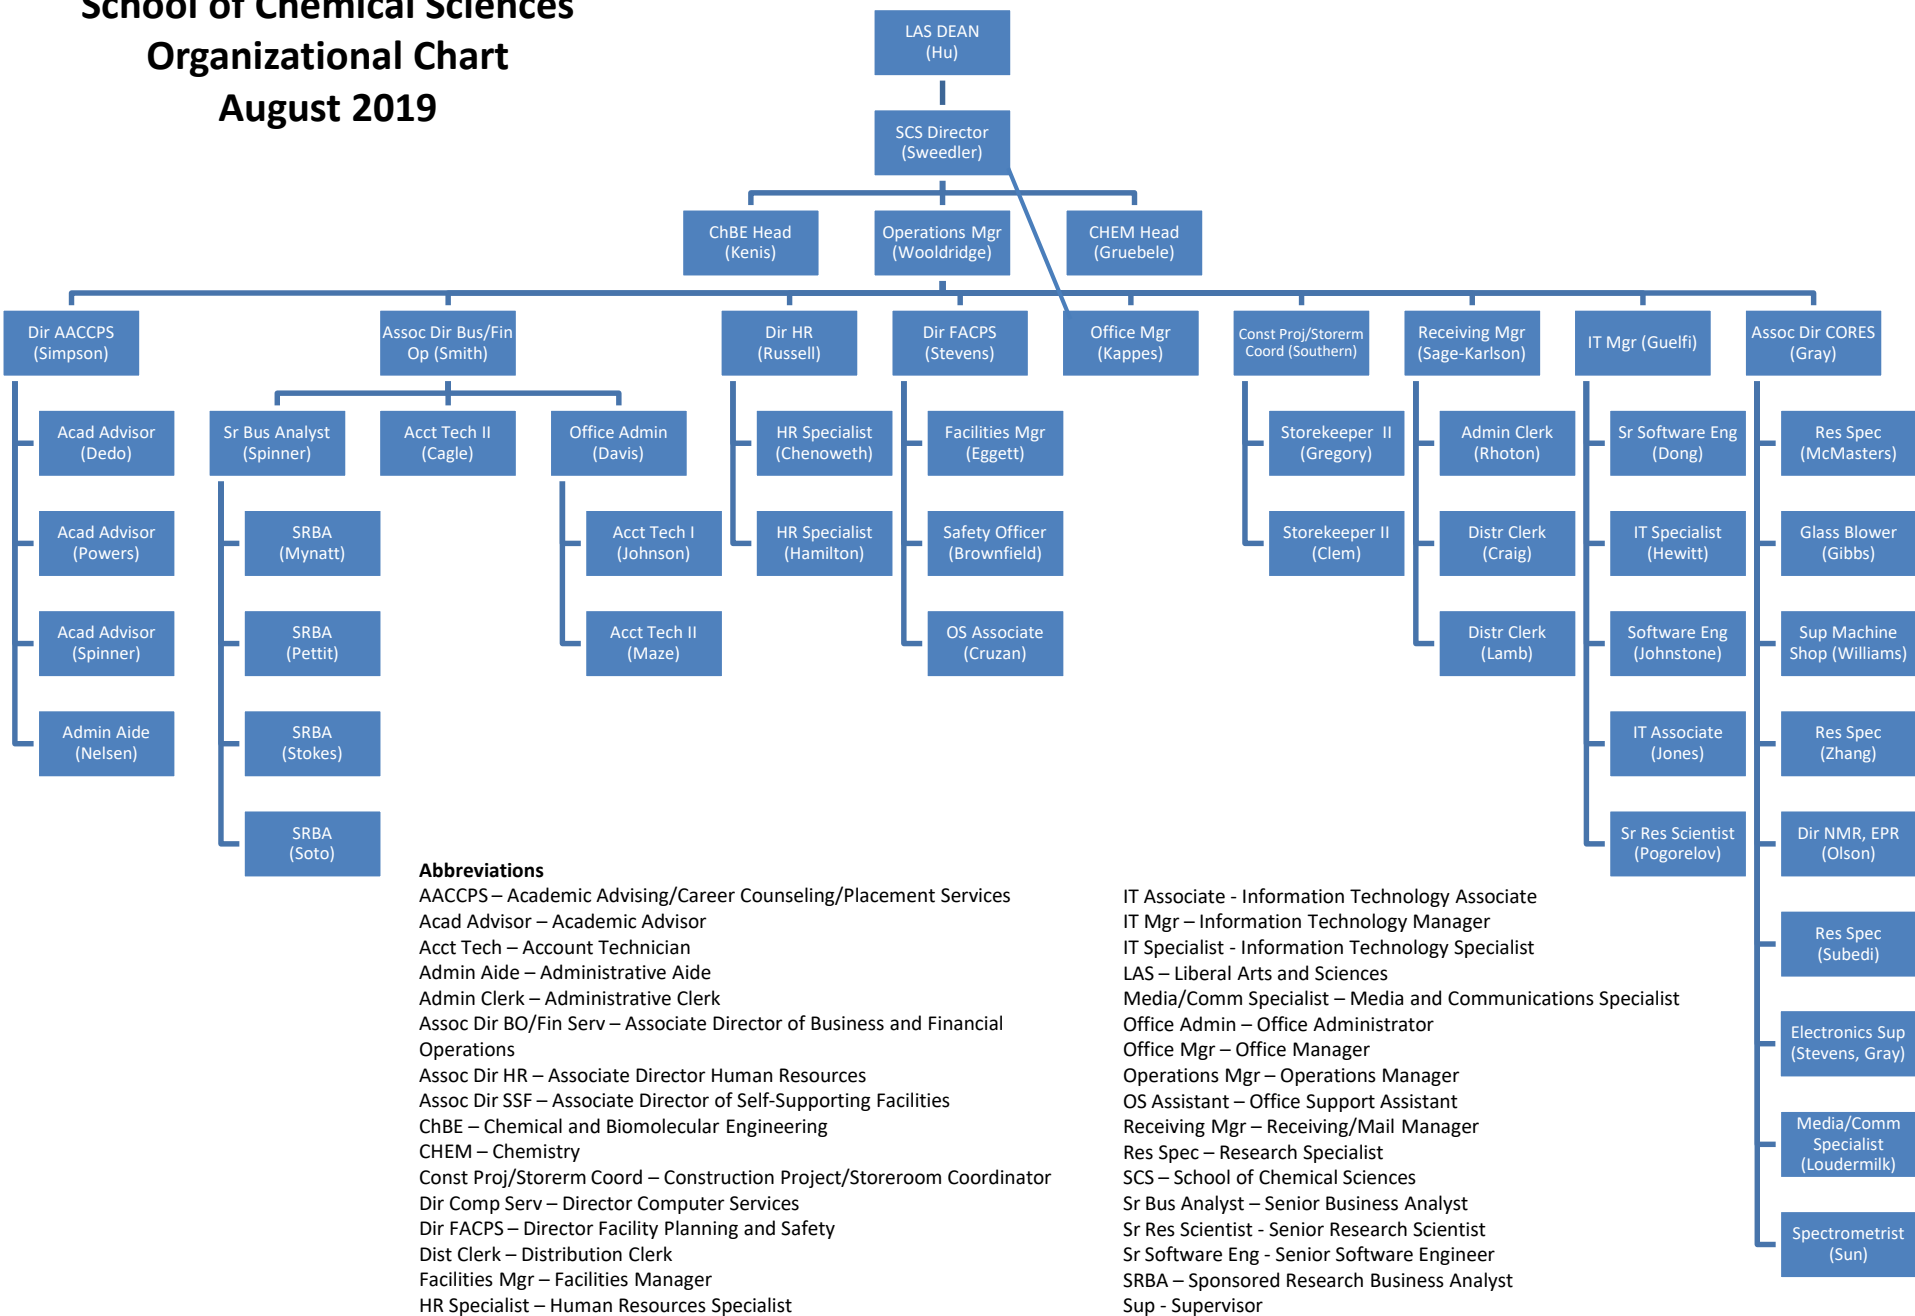 School of Chemical Sciences
Organizational Chart
August 2019
LAS DEAN
(Hu)
SCS Director
(Sweedler)
ChBE Head
(Kenis)
Operations Mgr
(Wooldridge)
CHEM Head
(Gruebele)
Dir AACCPS
(Simpson)
Assoc Dir Bus/Fin
Op (Smith)
Dir HR
(Russell)
Dir FACPS
(Stevens)
Office Mgr
(Kappes)
Const Proj/Storerm
Coord (Southern)
Receiving Mgr
(Sage-Karlson)
IT Mgr (Guelfi)
Assoc Dir CORES
(Gray)
Acad Advisor
(Dedo)
Sr Bus Analyst
(Spinner)
Acct Tech II
(Cagle)
Office Admin
(Davis)
HR Specialist
(Chenoweth)
Facilities Mgr
(Eggett)
Storekeeper II
(Gregory)
Admin Clerk
(Rhoton)
Sr Software Eng
(Dong)
Res Spec
(McMasters)
Acad Advisor
(Powers)
SRBA
(Mynatt)
Acct Tech I
(Johnson)
HR Specialist
(Hamilton)
Safety Officer
(Brownfield)
Storekeeper II
(Clem)
Distr Clerk
(Craig)
IT Specialist
(Hewitt)
Glass Blower
(Gibbs)
Acad Advisor
(Spinner)
SRBA
(Pettit)
Acct Tech II
(Maze)
OS Associate
(Cruzan)
Distr Clerk
(Lamb)
Software Eng
(Johnstone)
Sup Machine
Shop (Williams)
Admin Aide
(Nelsen)
SRBA
(Stokes)
IT Associate
(Jones)
Res Spec
(Zhang)
SRBA
(Soto)
Sr Res Scientist
(Pogorelov)
Dir NMR, EPR
(Olson)
Res Spec
(Subedi)
Electronics Sup
(Stevens, Gray)
Media/Comm
Specialist
(Loudermilk)
Spectrometrist
(Sun)
Abbreviations
AACCPS – Academic Advising/Career Counseling/Placement Services
Acad Advisor – Academic Advisor
Acct Tech – Account Technician
Admin Aide – Administrative Aide
Admin Clerk – Administrative Clerk
Assoc Dir BO/Fin Serv – Associate Director of Business and Financial
Operations
Assoc Dir HR – Associate Director Human Resources
Assoc Dir SSF – Associate Director of Self-Supporting Facilities
ChBE – Chemical and Biomolecular Engineering
CHEM – Chemistry
Const Proj/Storerm Coord – Construction Project/Storeroom Coordinator
Dir Comp Serv – Director Computer Services
Dir FACPS – Director Facility Planning and Safety
Dist Clerk – Distribution Clerk
Facilities Mgr – Facilities Manager
HR Specialist – Human Resources Specialist
IT Associate - Information Technology Associate
IT Mgr – Information Technology Manager
IT Specialist - Information Technology Specialist
LAS – Liberal Arts and Sciences
Media/Comm Specialist – Media and Communications Specialist
Office Admin – Office Administrator
Office Mgr – Office Manager
Operations Mgr – Operations Manager
OS Assistant – Office Support Assistant
Receiving Mgr – Receiving/Mail Manager
Res Spec – Research Specialist
SCS – School of Chemical Sciences
Sr Bus Analyst – Senior Business Analyst
Sr Res Scientist - Senior Research Scientist
Sr Software Eng - Senior Software Engineer
SRBA – Sponsored Research Business Analyst
Sup - Supervisor